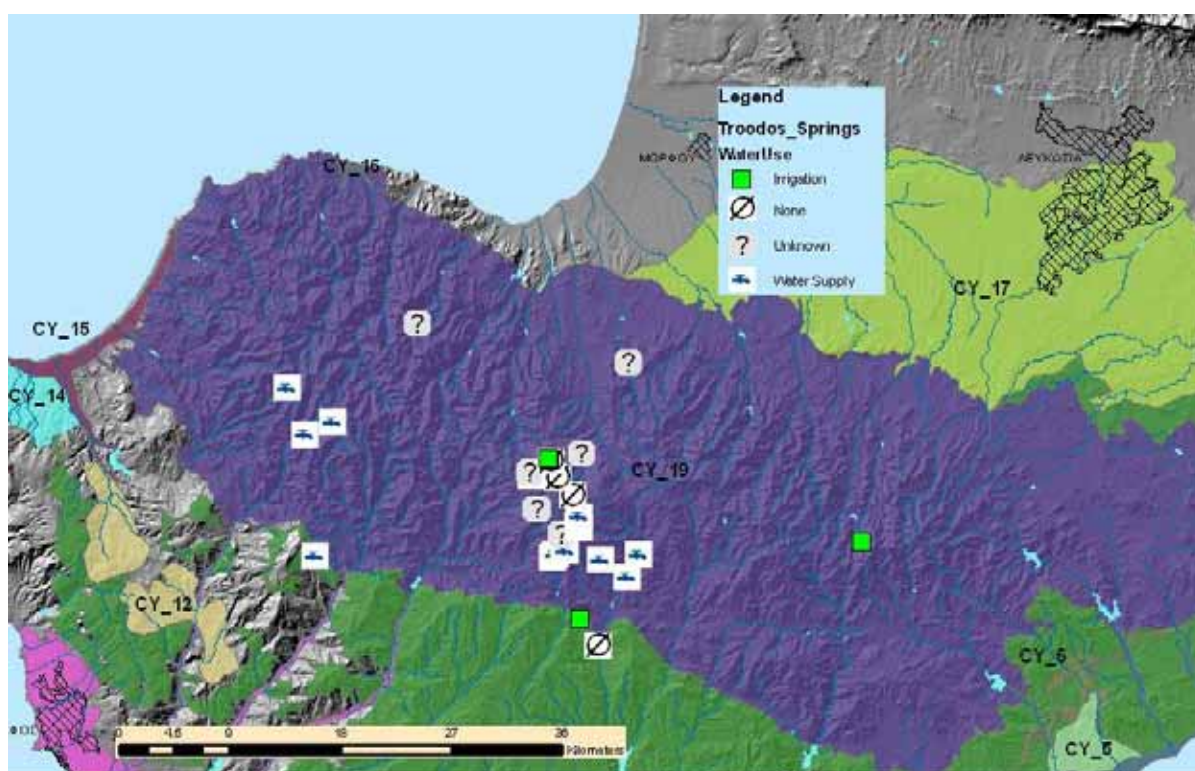 Legend
Troodos_Springs
WaterUse
Irrigation
None
Unknown
Water Supply
ΜΟΡΦΟΥ
ΛΕΥΚΩΣΙΑ
CY_16
CY_17
CY_15
CY_14
CY_19
CY_12
CY_6
CY_5
0 4,5 9 18 27 36
Kilometers